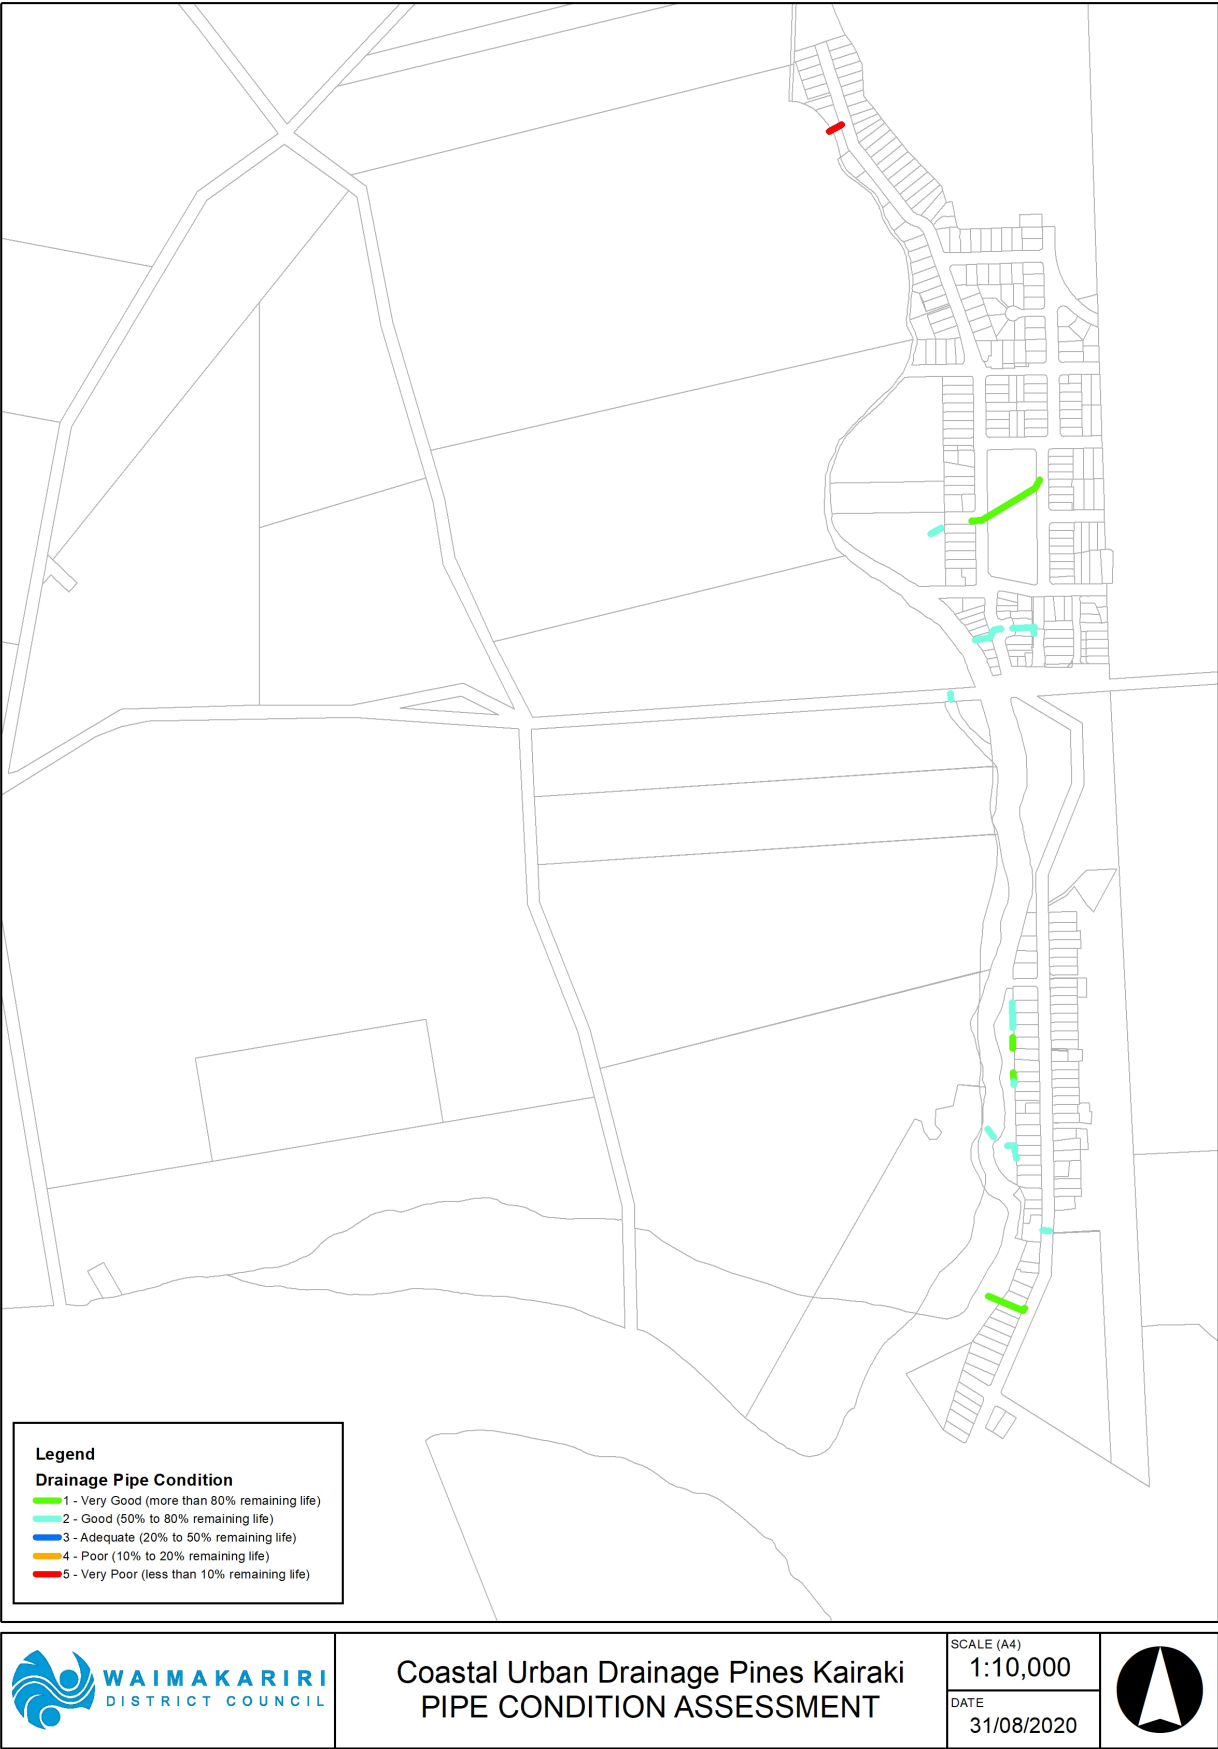 Legend
Drainage Pipe Condition
1 - Very Good (more than 80% remaining life)
2 - Good (50% to 80% remaining life)
3 - Adequate (20% to 50% remaining life)
4 - Poor (10% to 20% remaining life)
5 - Very Poor (less than 10% remaining life)
WAIMAKARIRI
DISTRICT COUNCIL
Coastal Urban Drainage Pines Kairaki
PIPE CONDITION ASSESSMENT
SCALE (A4)
1:10,000
DATE
31/08/2020